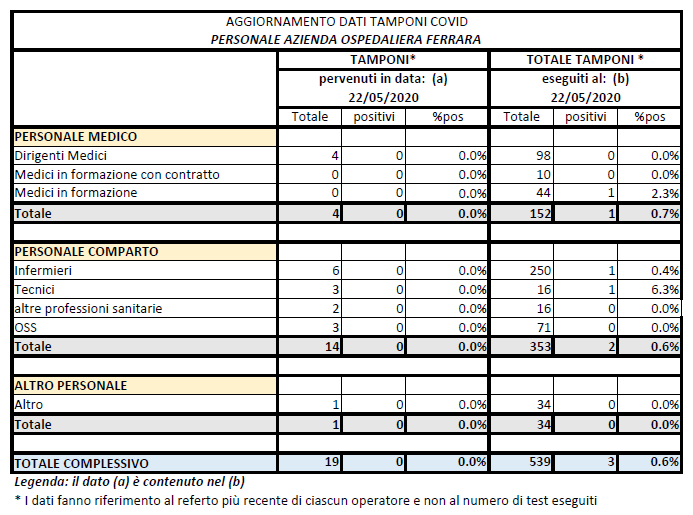 AGGIORNAMENTO DATI TAMPONI COVID
PERSONALE AZIENDA OSPEDALIERA FERRARA
TAMPONI* TOTALE TAMPONI *
pervenuti in data: (a) eseguiti al: (b)
22/05/2020 22/05/2020
Totale positivi %pos Totale positivi %pos
PERSONALE MEDICO
Dirigenti Medici 4 0 0.0% 98 0 0.0%
Medici in formazione con contratto 0 0 0.0% 10 0 0.0%
Medici in formazione 0 0 0.0% 44 1 2.3%
Totale 4 0 0.0% 152 1 0.7%
PERSONALE COMPARTO
Infermieri 6 0 0.0% 250 1 0.4%
Tecnici 3 0 0.0% 16 1 6.3%
altre professioni sanitarie 2 0 0.0% 16 0 0.0%
OSS 3 0 0.0% 71 0 0.0%
Totale 14 0 0.0% 353 2 0.6%
ALTRO PERSONALE
Altro 1 0 0.0% 34 0 0.0%
Totale 1 0 0.0% 34 0 0.0%
TOTALE COMPLESSIVO 19 0 0.0% 539 3 0.6%
Legenda: il dato (a) è contenuto nel (b)
* I dati fanno riferimento al referto più recente di ciascun operatore e non al numero di test eseguiti